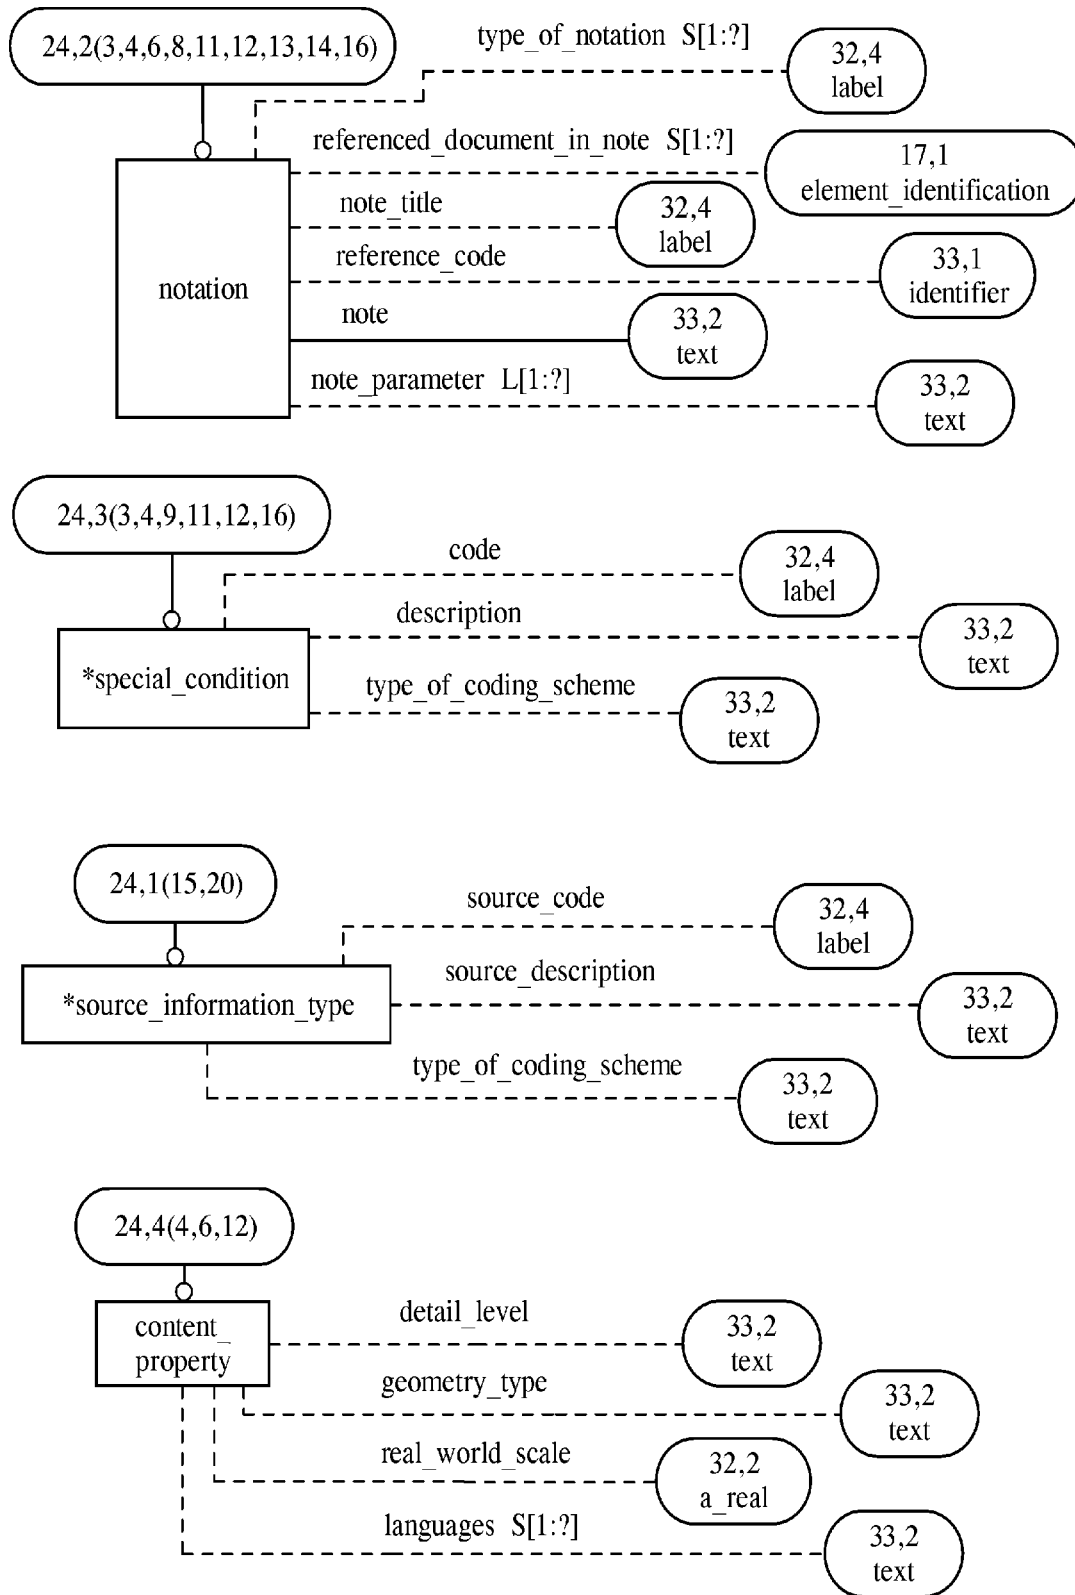 24,2(3,4,6,8,11,12,13,14,16)
type_of_notation S[1:?]
32,4
label
referenced_document_in_note S[1:?]
17,1
element_identification
note_title
32,4
label
reference_code
33,1
identifier
notation
note
33,2
text
note_parameter L[1:?]
33,2
text
24,3(3,4,9,11,12,16)
code
32,4
label
description
33,2
text
*special_condition
type_of_coding_scheme
33,2
text
24,1(15,20)
source_code
32,4
label
source_description
33,2
text
*source_information_type
type_of_coding_scheme
33,2
text
24,4(4,6,12)
content_
property
detail_level
33,2
text
geometry_type
33,2
text
real_world_scale
32,2
a_real
languages S[1:?]
33,2
text